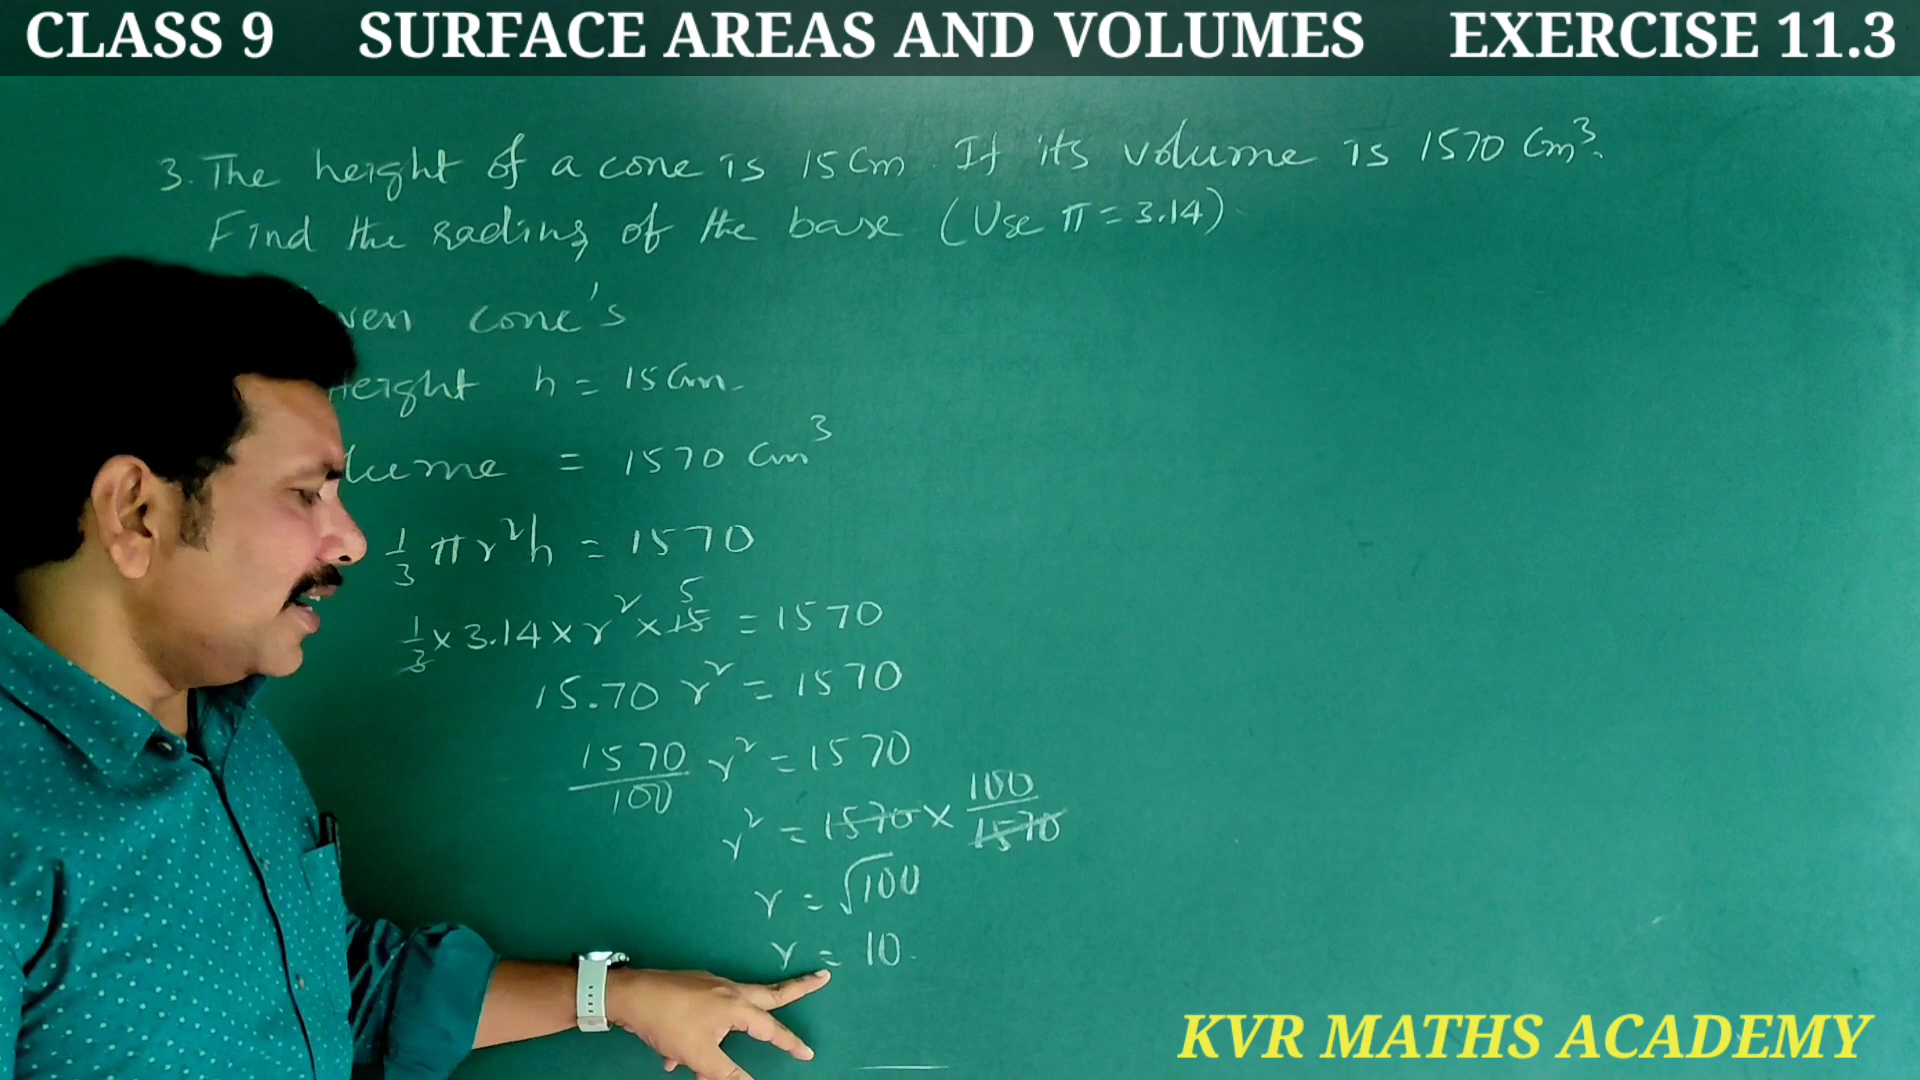 CLASS 9 SURFACE AREAS AND VOLUMES EXERCISE 11.3
3. The height of a cone is 15 Cm. If its volume is 1570 Cm³.
Find the radius of the base (Use π = 3.14)
cone's
Height h = 15 Cm.
= 1570 Cm³
1/3 πr²h = 1570
1/3 × 3.14 × r² × 15 5 = 1570
15.70 r² = 1570
1570/100 r² = 1570
r² = 1570 × 100/1570
r = √100
r = 10.
KVR MATHS ACADEMY